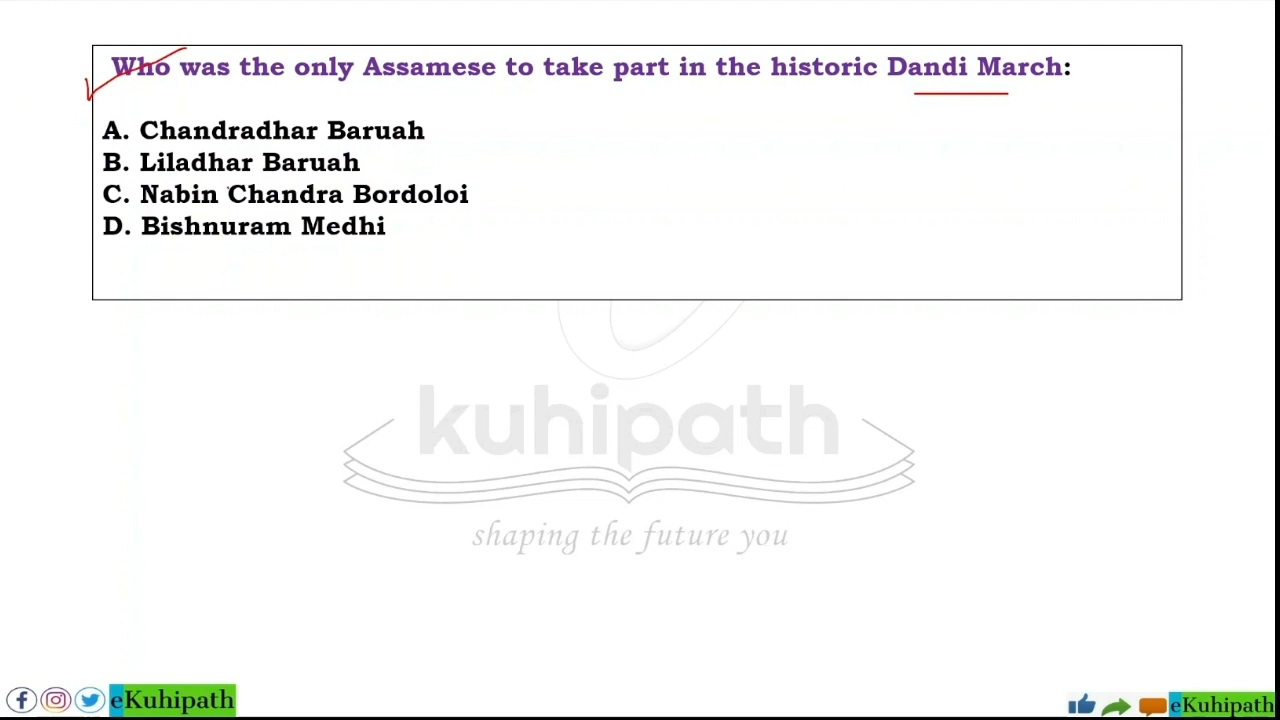 Who was the only Assamese to take part in the historic Dandi March:
A. Chandradhar Baruah
B. Liladhar Baruah
C. Nabin Chandra Bordoloi
D. Bishnuram Medhi
kuhipath
shaping the future you
eKuhipath
eKuhipath